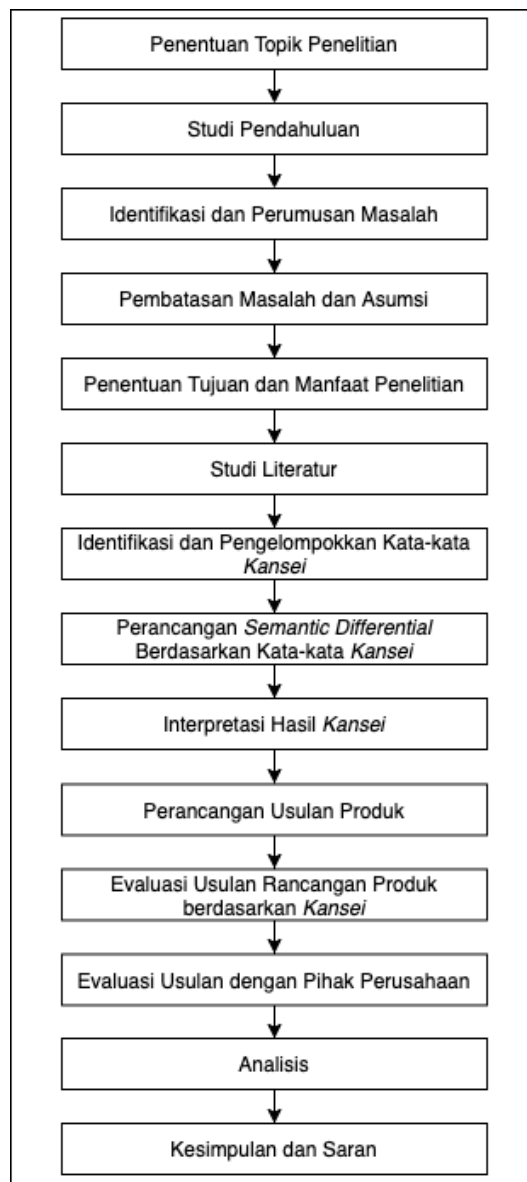 Penentuan Topik Penelitian
Studi Pendahuluan
Identifikasi dan Perumusan Masalah
Pembatasan Masalah dan Asumsi
Penentuan Tujuan dan Manfaat Penelitian
Studi Literatur
Identifikasi dan Pengelompokkan Kata-kata
Kansei
Perancangan Semantic Differential
Berdasarkan Kata-kata Kansei
Interpretasi Hasil Kansei
Perancangan Usulan Produk
Evaluasi Usulan Rancangan Produk
berdasarkan Kansei
Evaluasi Usulan dengan Pihak Perusahaan
Analisis
Kesimpulan dan Saran